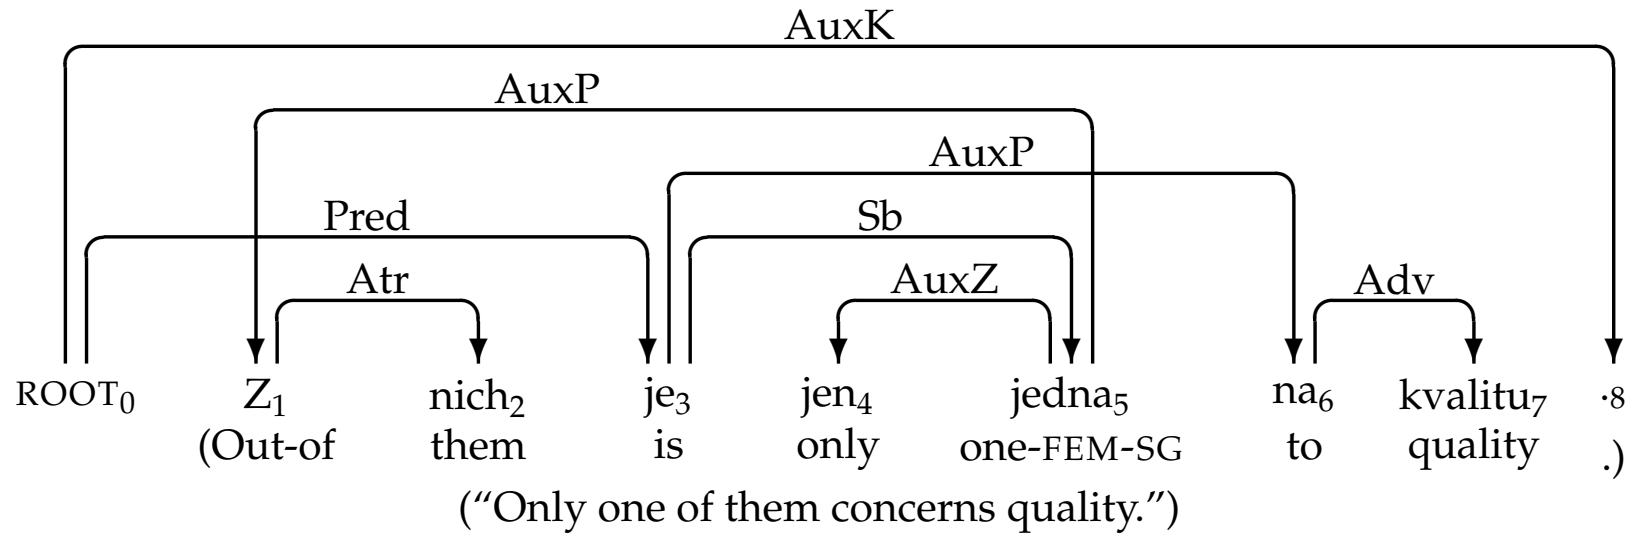 AuxK
AuxP
AuxP
Pred Sb
Atr AuxZ Adv
ROOT0 Z1 nich2 je3 jen4 jedna5 na6 kvalitu7 .8
(Out-of them is only one-FEM-SG to quality .)
(“Only one of them concerns quality.”)